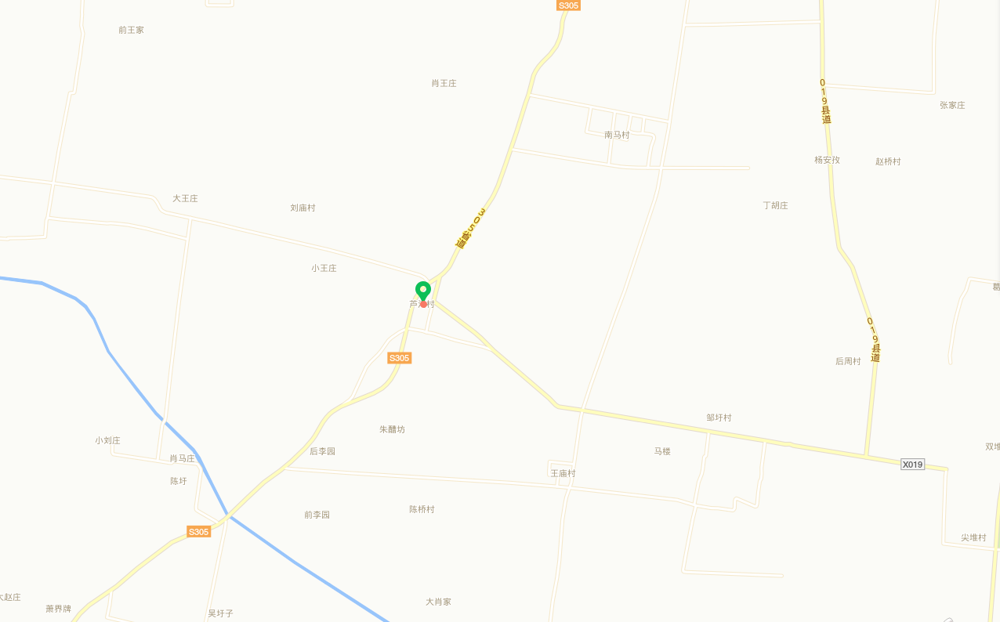 S305
前王家
肖王庄
019县道
张家庄
南马村
杨安孜
赵桥村
大王庄
刘庙村
丁胡庄
305省道
小王庄
019县道
S305
后周村
邹圩村
朱醩坊
小刘庄
后李园
马楼
肖马庄
X019
王庙村
陈圩
陈桥村
前李园
S305
尖堆村
大肖家
萧界牌
吴圩子